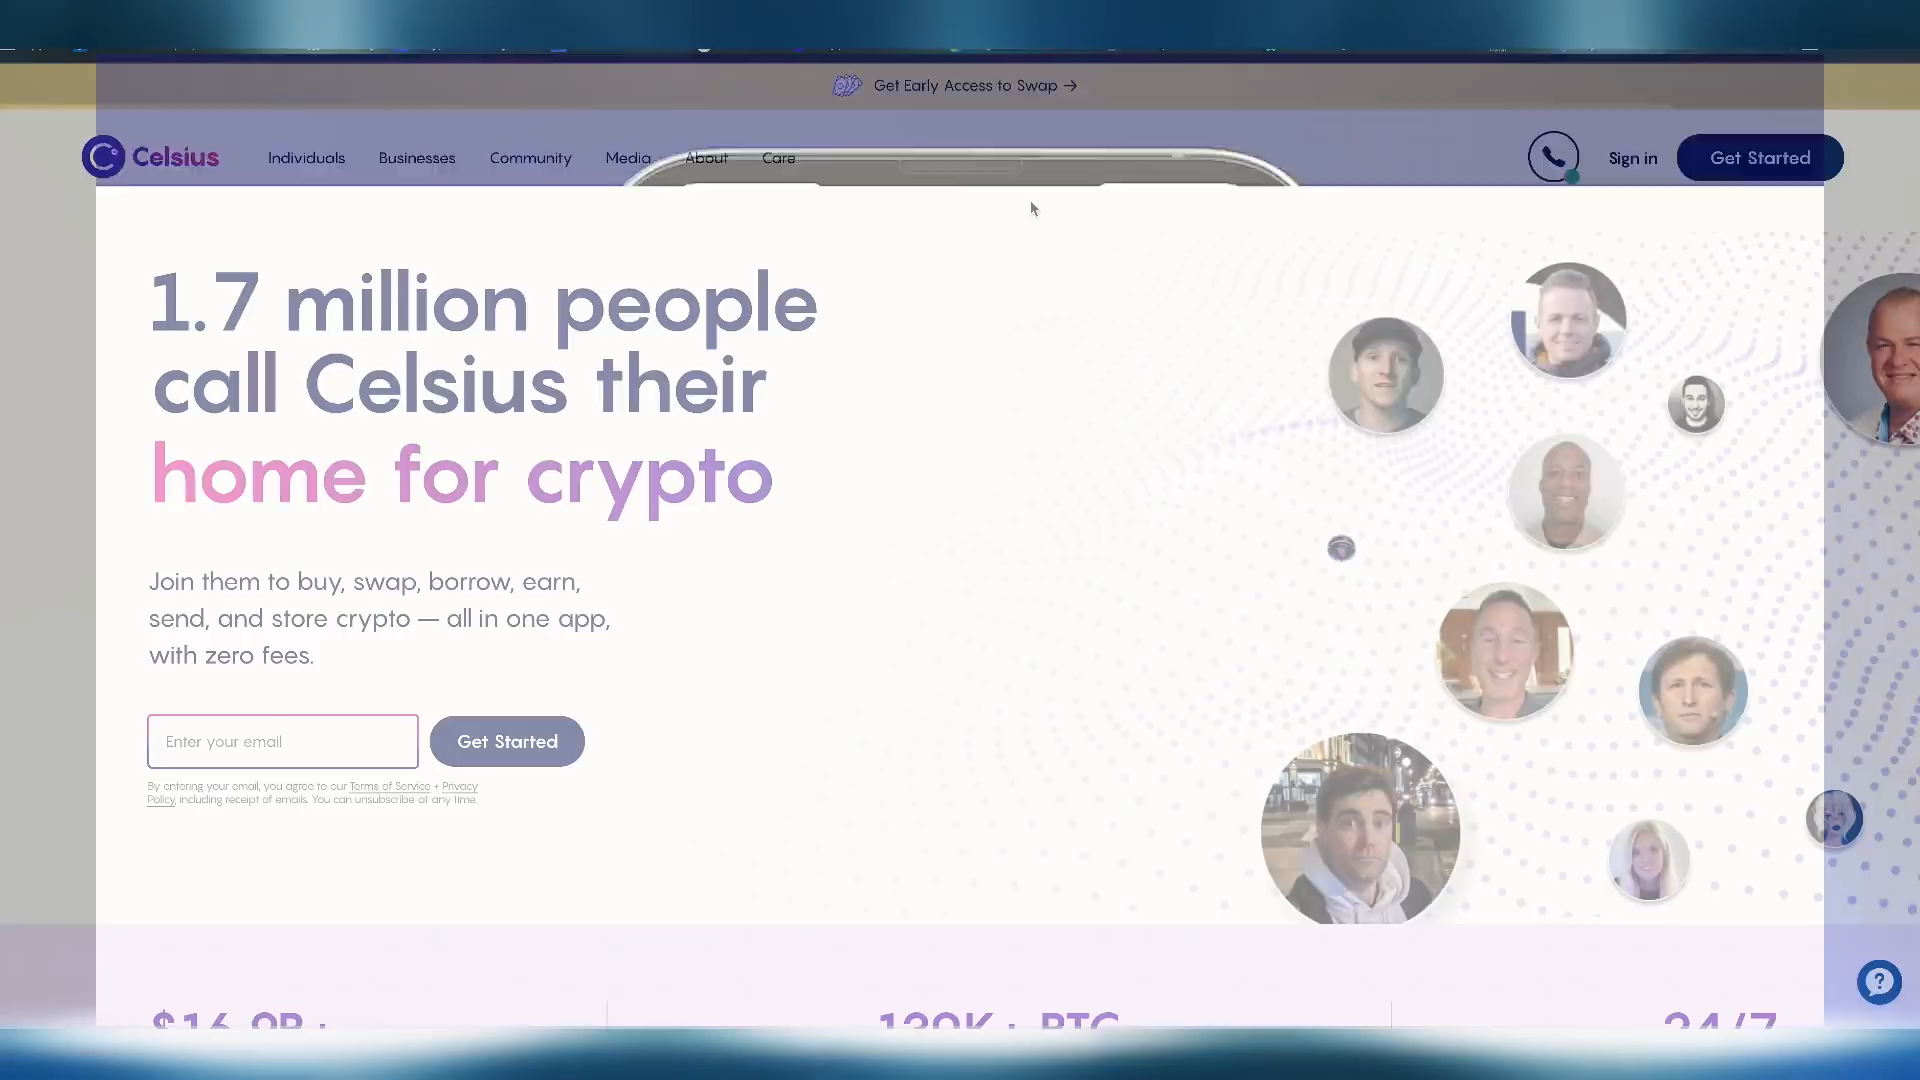 Get Early Access to Swap →
Celsius Individuals Businesses Community Media About Care Sign in Get Started
1.7 million people
call Celsius their
home for crypto
Join them to buy, swap, borrow, earn,
send, and store crypto — all in one app,
with zero fees.
Enter your email Get Started
By entering your email, you agree to our Terms of Service + Privacy
Policy, including receipt of emails. You can unsubscribe at any time.
24/7